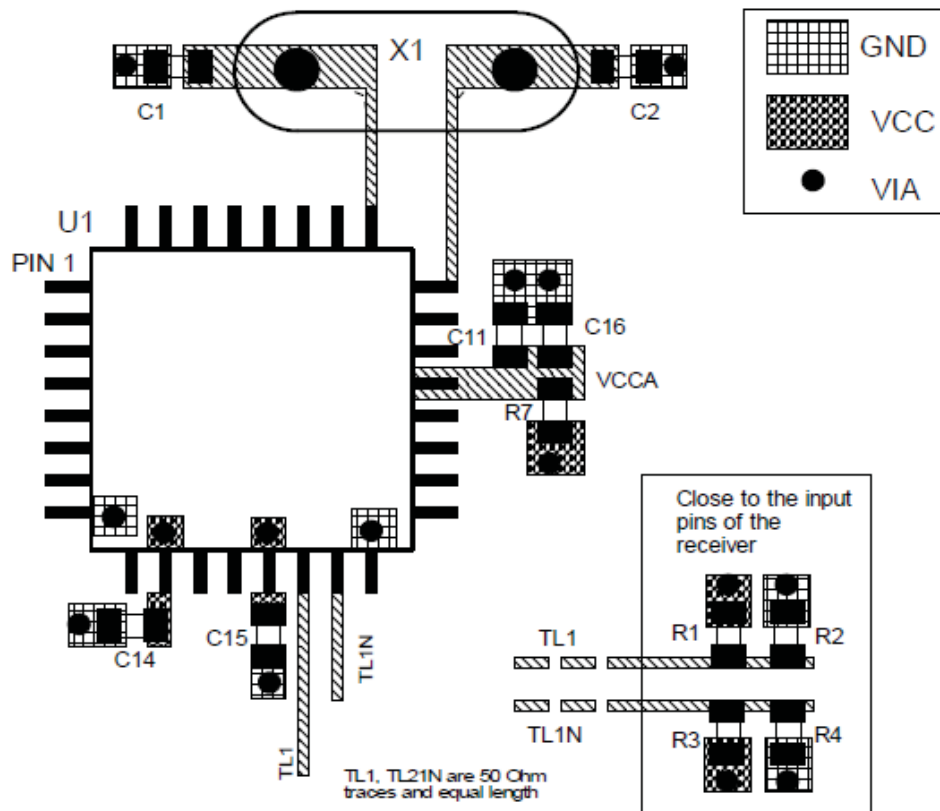 X1
GND
C1
C2
VCC
VIA
U1
PIN 1
C11
C16
VCCA
R7
Close to the input
pins of the
receiver
R1
R2
C14
C15
TL1N
TL1
TL1
TL1N
R3
R4
TL1, TL21N are 50 Ohm
traces and equal length